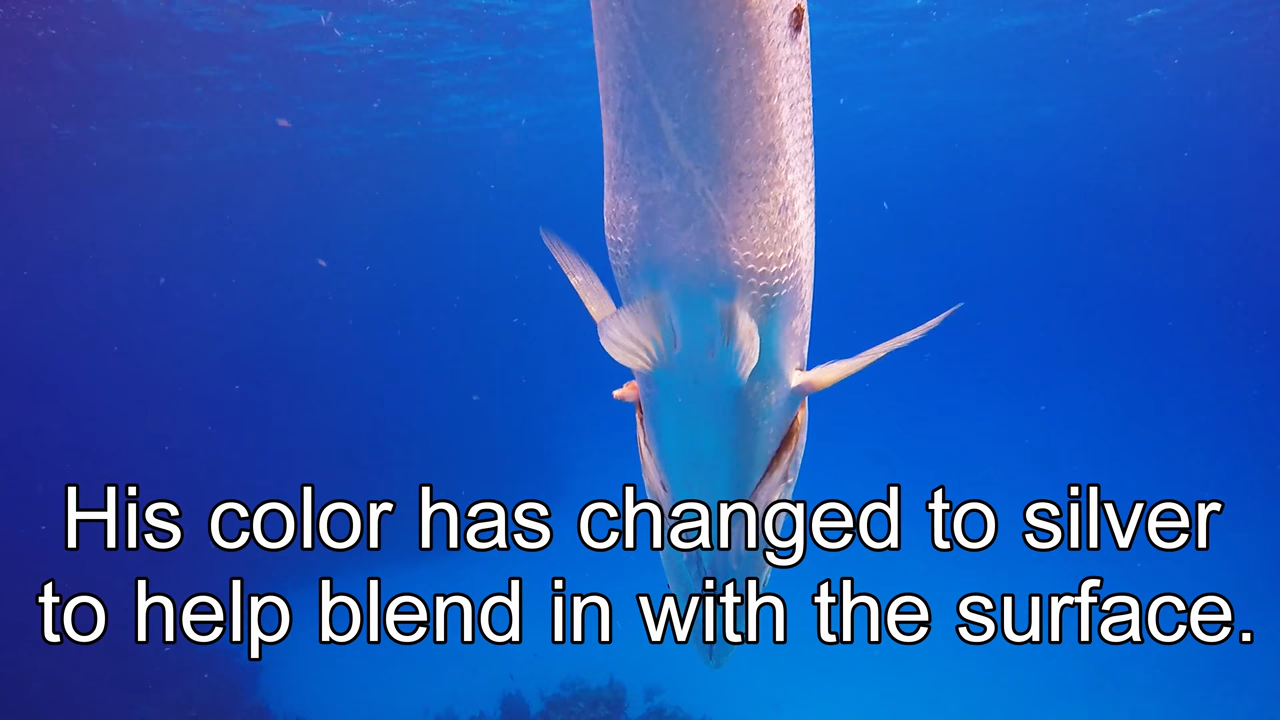 His color has changed to silver
to help blend in with the surface.